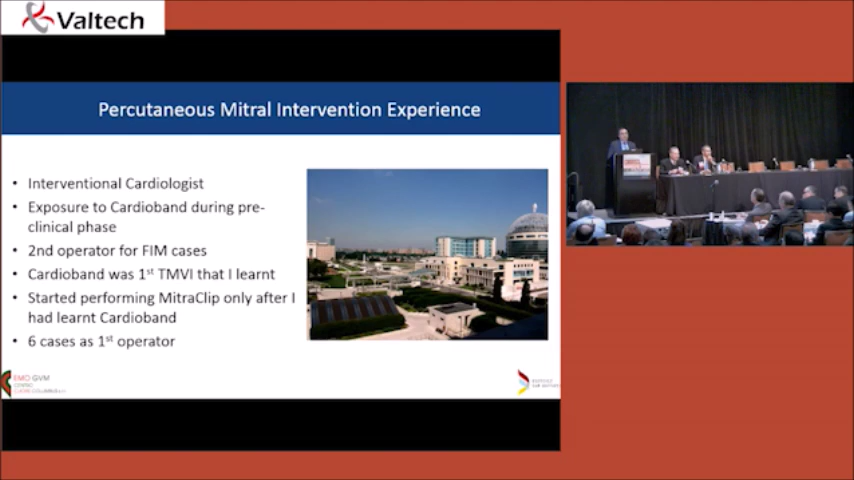 Valtech
Percutaneous Mitral Intervention Experience
• Interventional Cardiologist
• Exposure to Cardioband during pre-
clinical phase
• 2nd operator for FIM cases
• Cardioband was 1st TMVI that I learnt
• Started performing MitraClip only after I
had learnt Cardioband
• 6 cases as 1st operator
EMO GVM
CENTRO